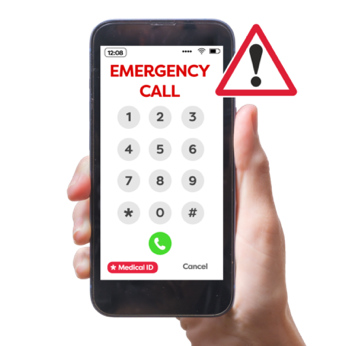 12:08
EMERGENCY
CALL
1 2 3
4 5 6
7 8 9
* 0 #
Medical ID
Cancel